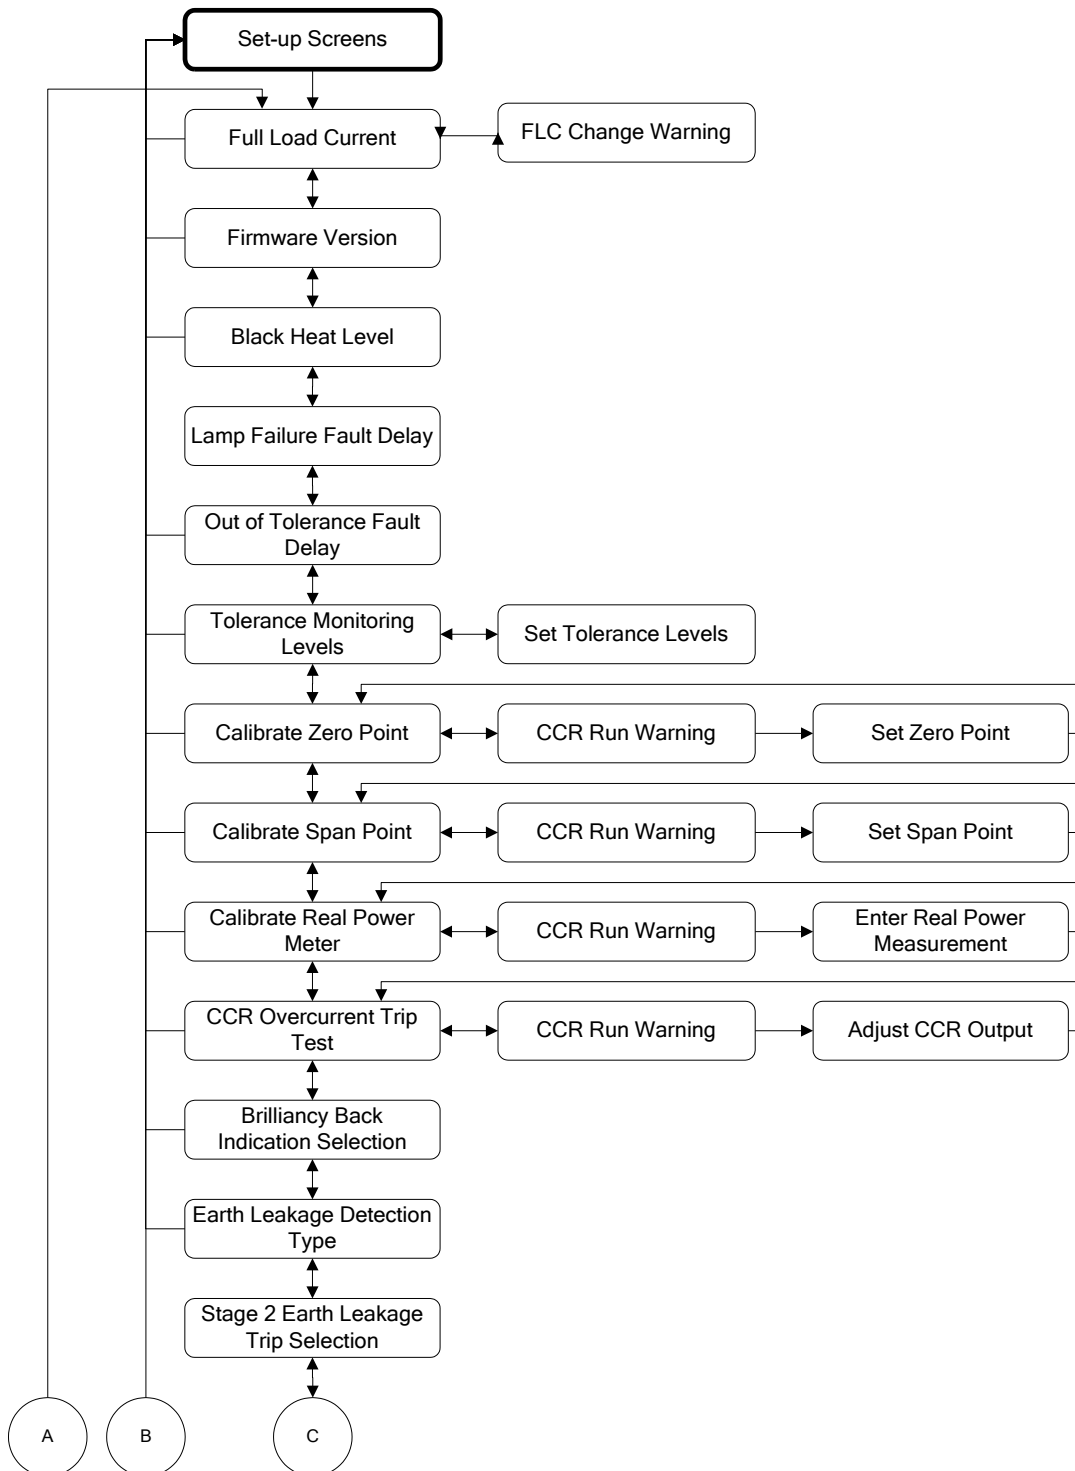 Set-up Screens
Full Load Current
FLC Change Warning
Firmware Version
Black Heat Level
Lamp Failure Fault Delay
Out of Tolerance Fault
Delay
Tolerance Monitoring
Levels
Set Tolerance Levels
Calibrate Zero Point
CCR Run Warning
Set Zero Point
Calibrate Span Point
CCR Run Warning
Set Span Point
Calibrate Real Power
Meter
CCR Run Warning
Enter Real Power
Measurement
CCR Overcurrent Trip
Test
CCR Run Warning
Adjust CCR Output
Brilliancy Back
Indication Selection
Earth Leakage Detection
Type
Stage 2 Earth Leakage
Trip Selection
A
B
C